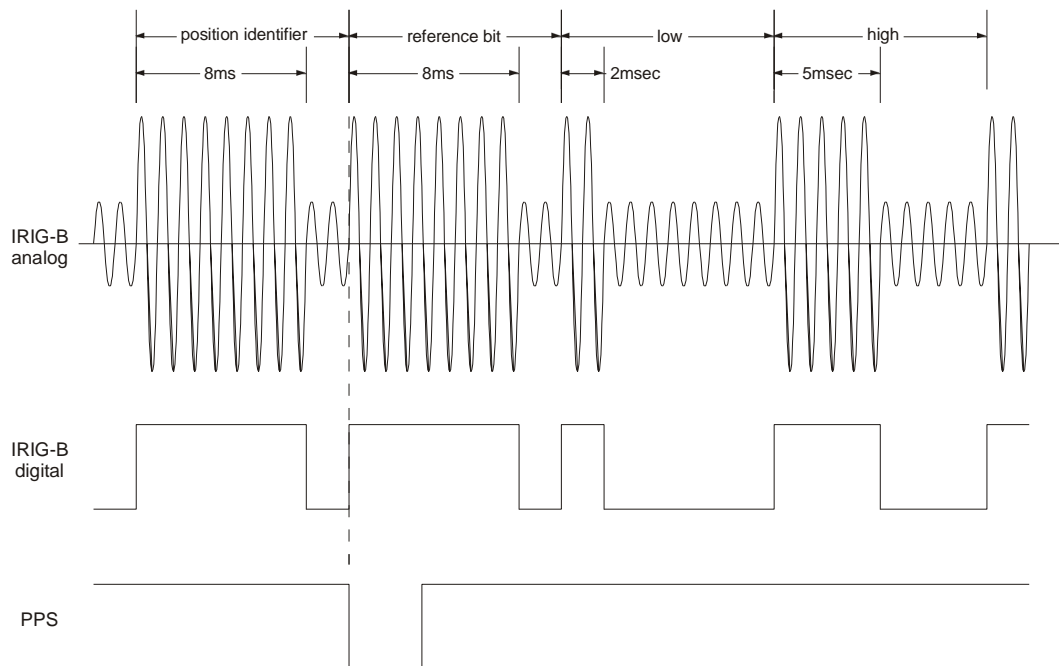 position identifier
reference bit
low
high
8ms
8ms
2msec
5msec
IRIG-B
analog
IRIG-B
digital
PPS